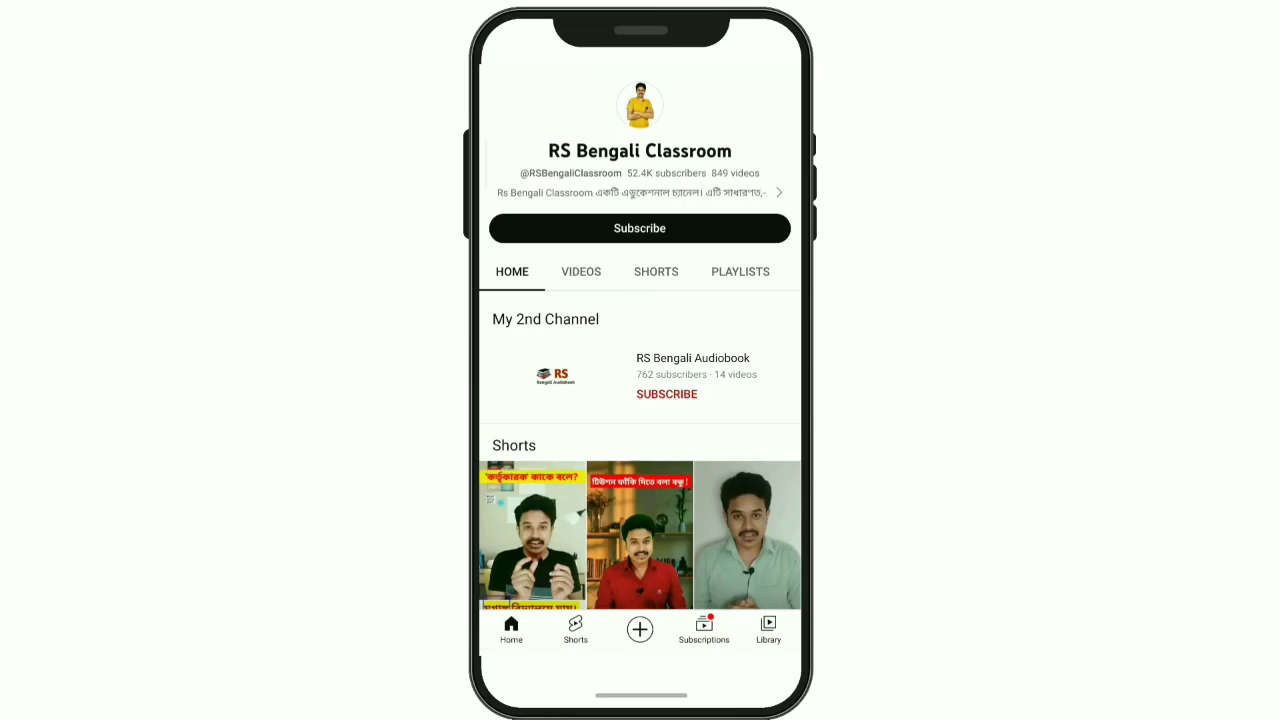 RS Bengali Classroom
@RSBengaliClassroom 52.4K subscribers 849 videos
Rs Bengali Classroom একটি এডুকেশনাল চ্যানেল। এটি সাধারণত,-
Subscribe
HOME VIDEOS SHORTS PLAYLISTS
My 2nd Channel
RS
Bengali Audiobook
RS Bengali Audiobook
762 subscribers · 14 videos
SUBSCRIBE
Shorts
'কর্তৃকারক' কাকে বলে?
টিউশন ফাঁকি দিতে বলা বন্ধু!
Home Shorts Subscriptions Library